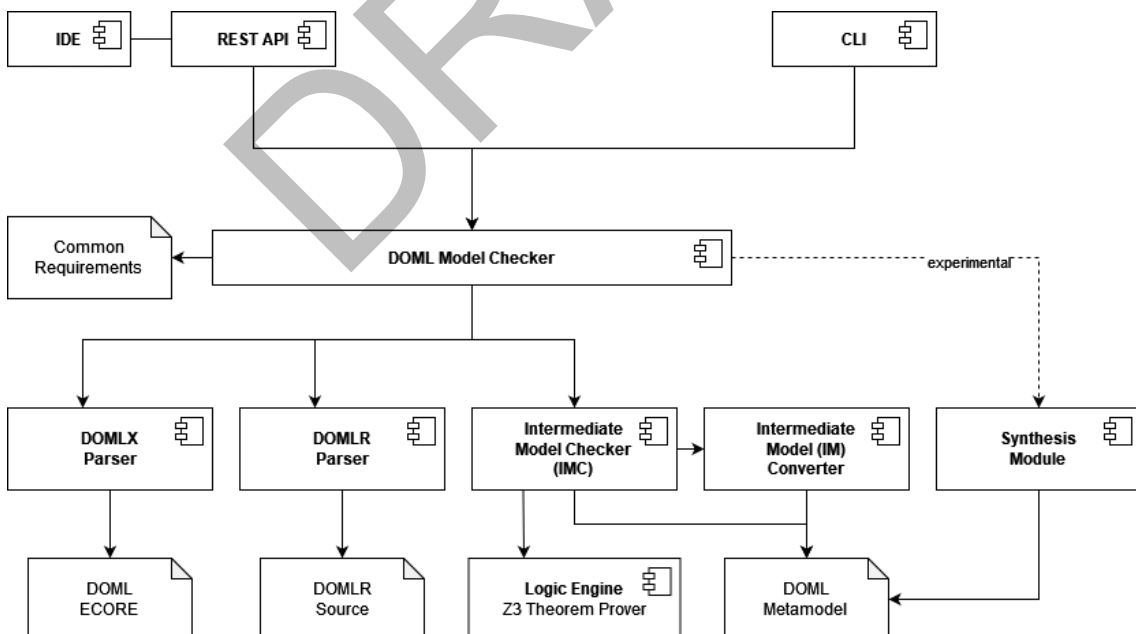 IDE
REST API
CLI
Common
Requirements
DOML Model Checker
experimental
DOMLX
Parser
DOMLR
Parser
Intermediate
Model Checker
(IMC)
Intermediate
Model (IM)
Converter
Synthesis
Module
DOML
ECORE
DOMLR
Source
Logic Engine
Z3 Theorem Prover
DOML
Metamodel